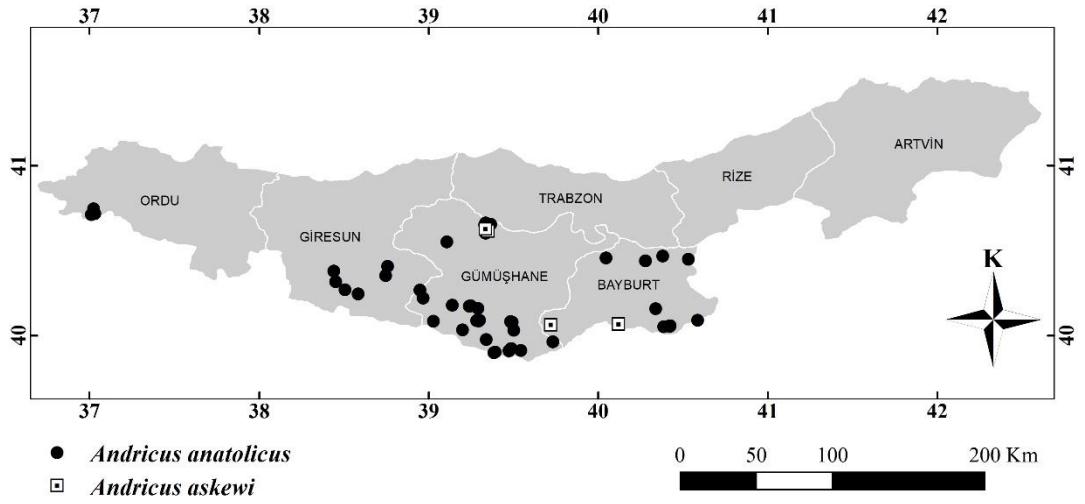 37 38 39 40 41 42
41 41
ARTVİN
RİZE
TRABZON
ORDU
GİRESUN
GÜMÜŞHANE
BAYBURT
K
40 40
37 38 39 40 41 42
Andricus anatolicus
Andricus askewi
0 50 100 200 Km